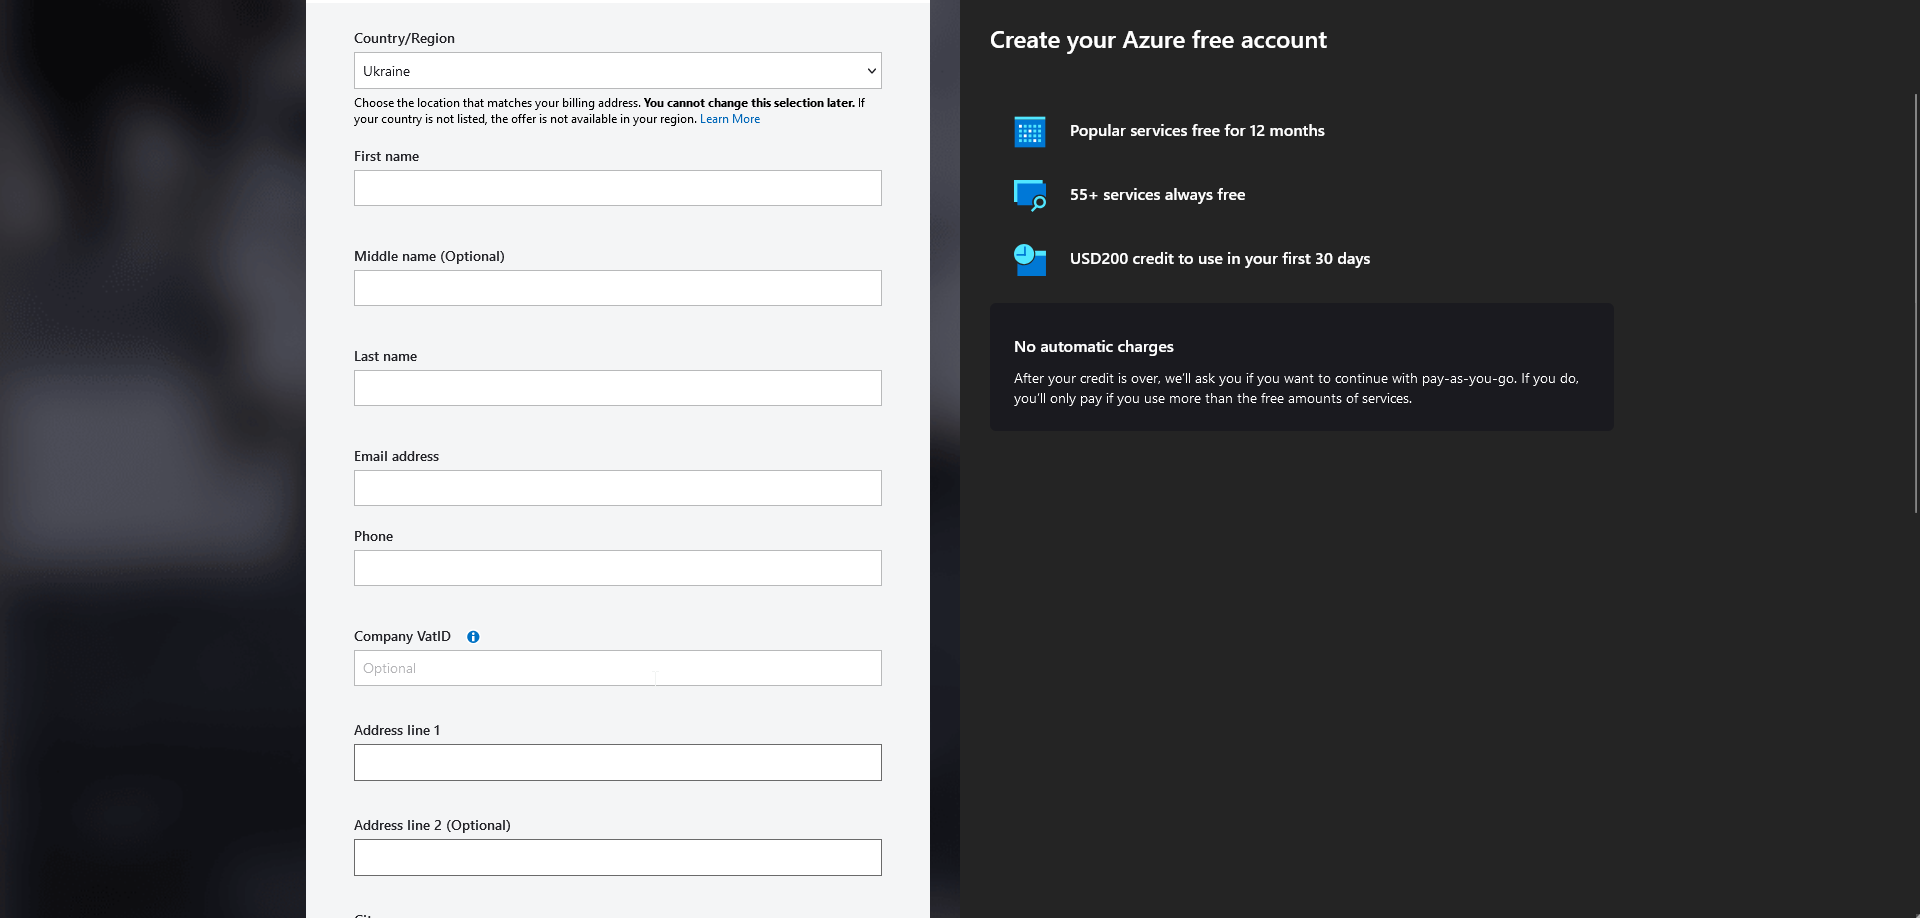 Country/Region
Ukraine
Choose the location that matches your billing address. You cannot change this selection later. If
your country is not listed, the offer is not available in your region. Learn More
First name
Middle name (Optional)
Last name
Email address
Phone
Company VatID
Optional
Address line 1
Address line 2 (Optional)
Create your Azure free account
Popular services free for 12 months
55+ services always free
USD200 credit to use in your first 30 days
No automatic charges
After your credit is over, we'll ask you if you want to continue with pay-as-you-go. If you do,
you'll only pay if you use more than the free amounts of services.